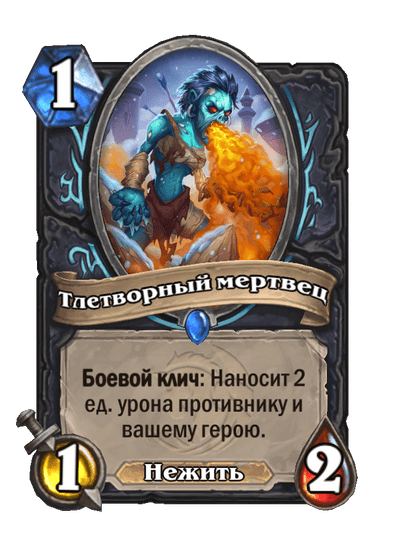 1
Тлетворный мертвец
Боевой клич: Наносит 2
ед. урона противнику и
вашему герою.
1
Нежить
2